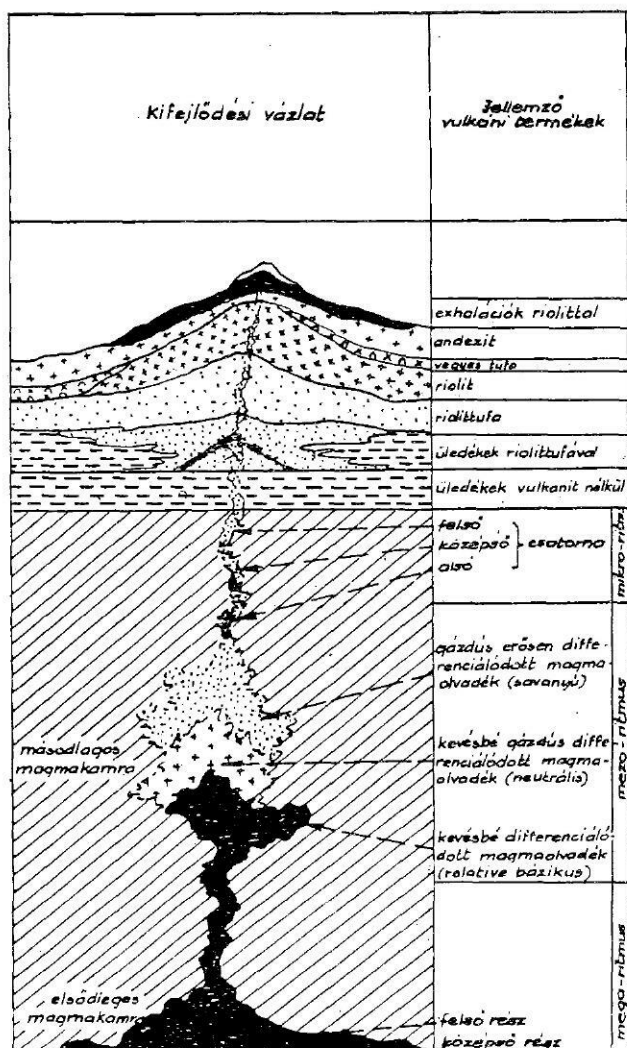 Kifejlődési vázlat
Jellemző
vulkáni termékek
exhalációk riolittal
andezit
vegyes tufa
riolit
riolittufa
üledékek riolittufával
üledékek vulkanit nélkül
felső
középső
alsó
csatorna
mikro-ritm.
gázdús erősen diffe-
renciálódott magma-
olvadék (savanyú)
másodlagos
magmakamra
kevésbé gázdús diffe-
renciálódott magma-
olvadék (neutrális)
mezo-ritmus
kevésbé differenciáló-
dott magmaolvadék
(relative bázikus)
elsődleges
magmakamra
felső rész
középső rész
mega-ritmus